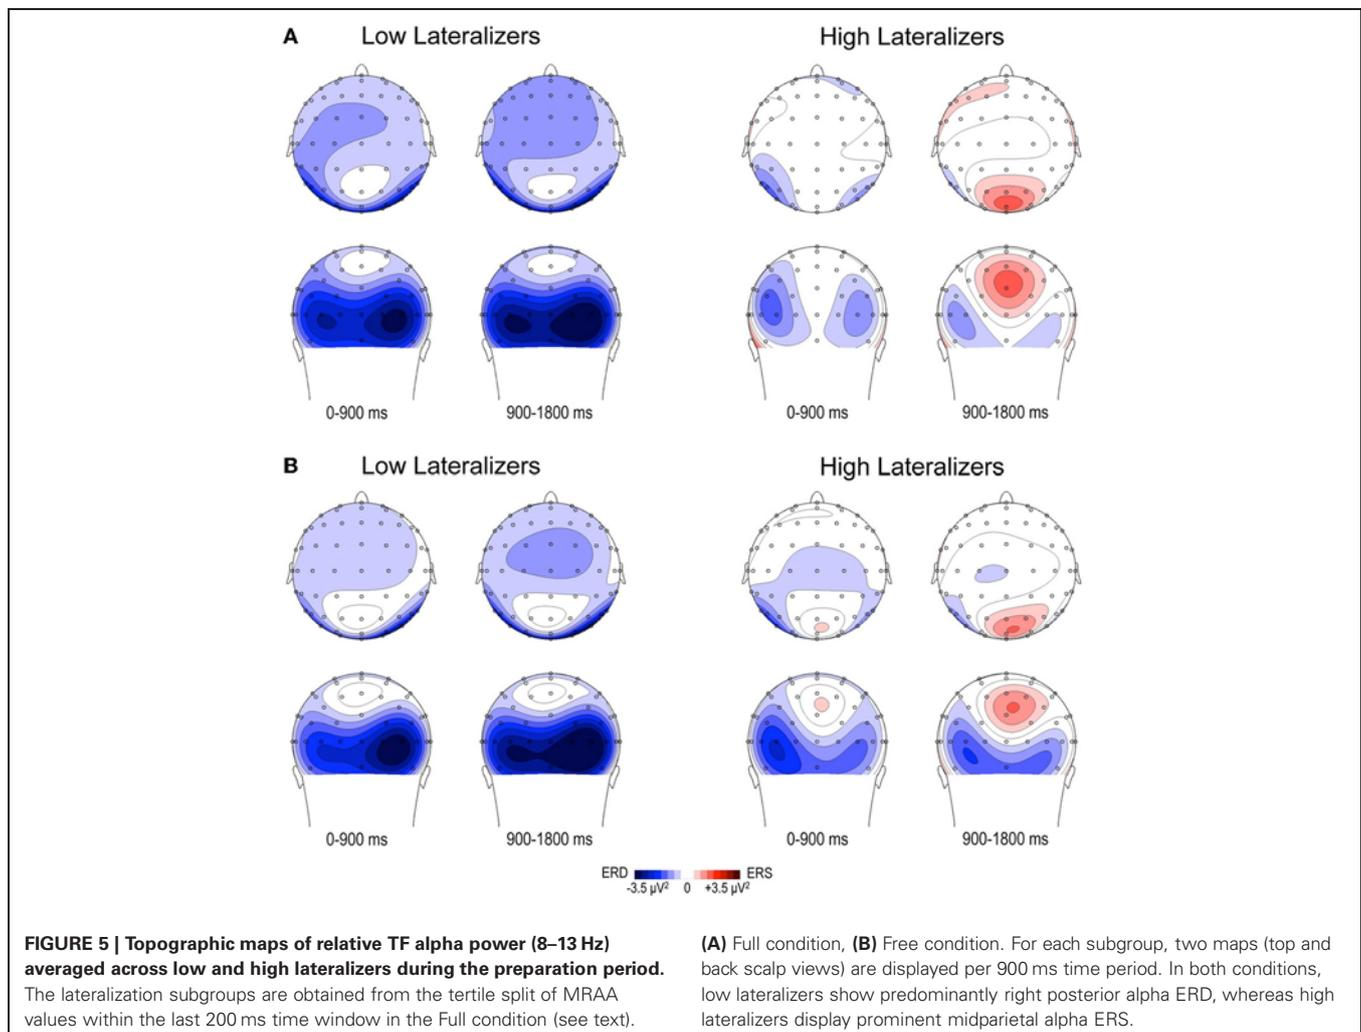 A Low Lateralizers High Lateralizers
0-900 ms 900-1800 ms 0-900 ms 900-1800 ms
B Low Lateralizers High Lateralizers
0-900 ms 900-1800 ms 0-900 ms 900-1800 ms
ERD ERS
-3.5 µV² 0 +3.5 µV²
FIGURE 5 | Topographic maps of relative TF alpha power (8–13 Hz)
averaged across low and high lateralizers during the preparation period.
The lateralization subgroups are obtained from the tertile split of MRAA
values within the last 200 ms time window in the Full condition (see text).
(A) Full condition, (B) Free condition. For each subgroup, two maps (top and
back scalp views) are displayed per 900 ms time period. In both conditions,
low lateralizers show predominantly right posterior alpha ERD, whereas high
lateralizers display prominent midparietal alpha ERS.